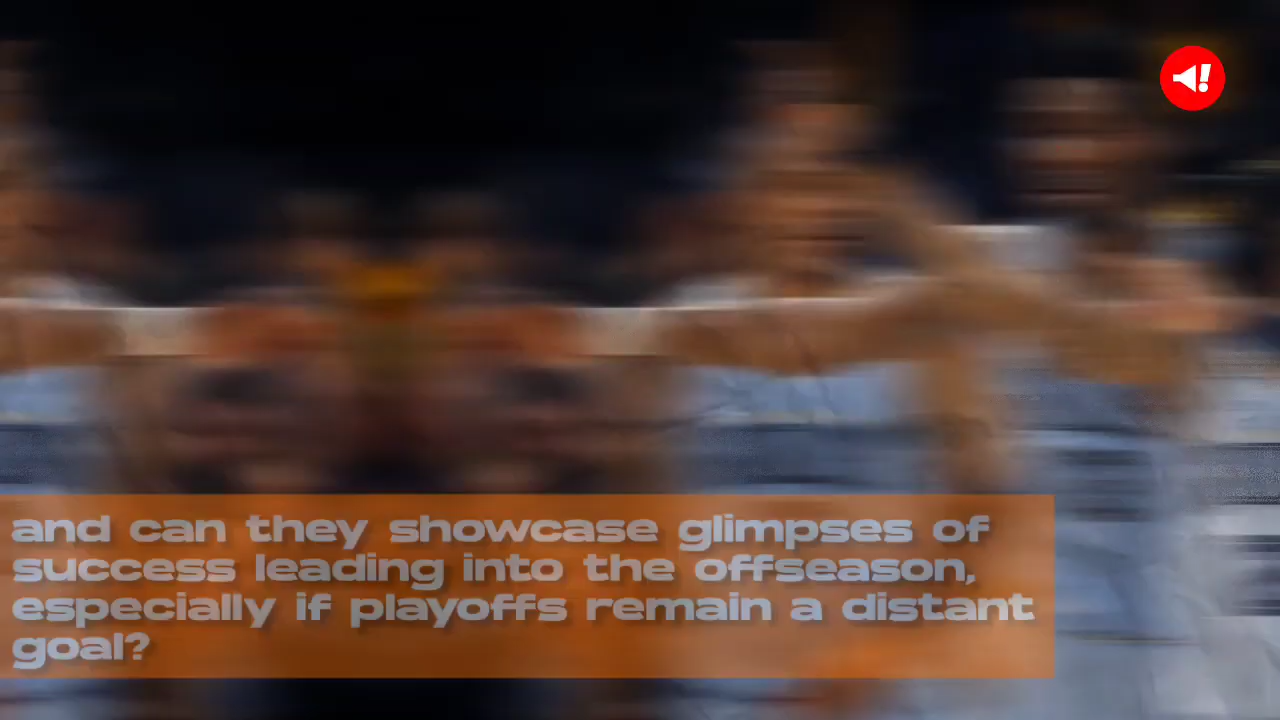 and can they showcase glimpses of
success leading into the offseason,
especially if playoffs remain a distant
goal?